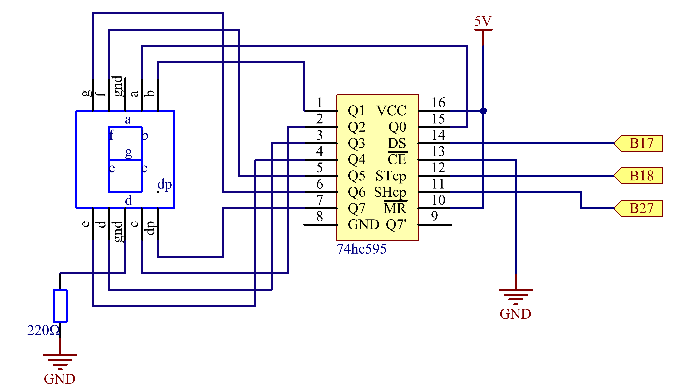 5V
g f gnd a b
a
f b
g
e c
dp
d
e d gnd c dp
1 Q1 VCC 16
2 Q2 Q0 15
3 Q3 DS 14 B17
4 Q4 CE 13
5 Q5 STcp 12 B18
6 Q6 SHcp 11
7 Q7 MR 10 B27
8 GND Q7' 9
74hc595
220Ω
GND
GND